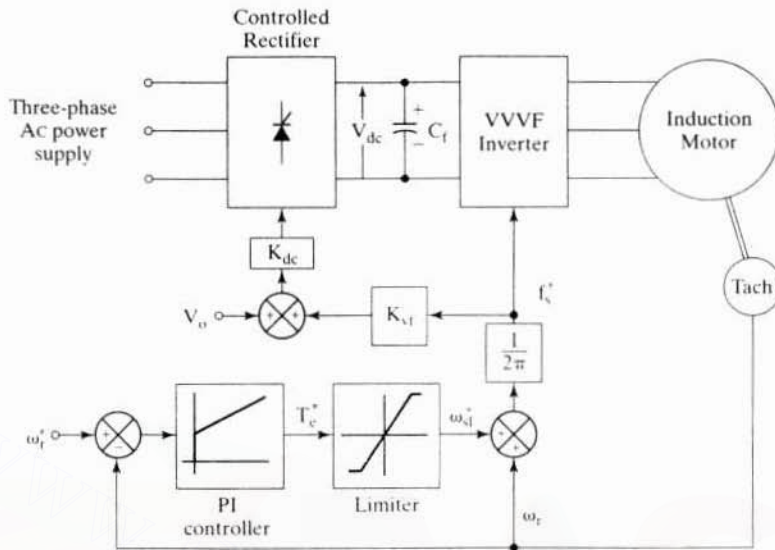 Controlled
Rectifier
Three-phase
AC power
supply
V_dc
+
−
C_f
VVVF
Inverter
Induction
Motor
Tach
K_dc
V_o
+ +
K_vf
f_s*
1
2π
ω_r*
+
−
T_e*
ω_sl*
+
+
PI
controller
Limiter
ω_r